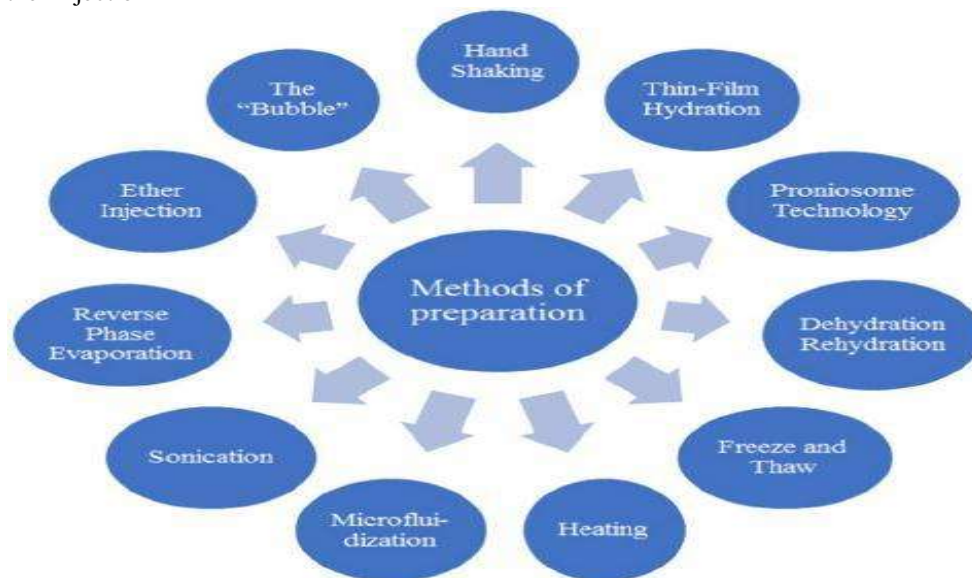 Hand
Shaking
Thin-Film
Hydration
Proniosome
Technology
Dehydration
Rehydration
Freeze and
Thaw
Heating
Microflui-
dization
Sonication
Reverse
Phase
Evaporation
Ether
Injection
The
“Bubble”
Methods of
preparation